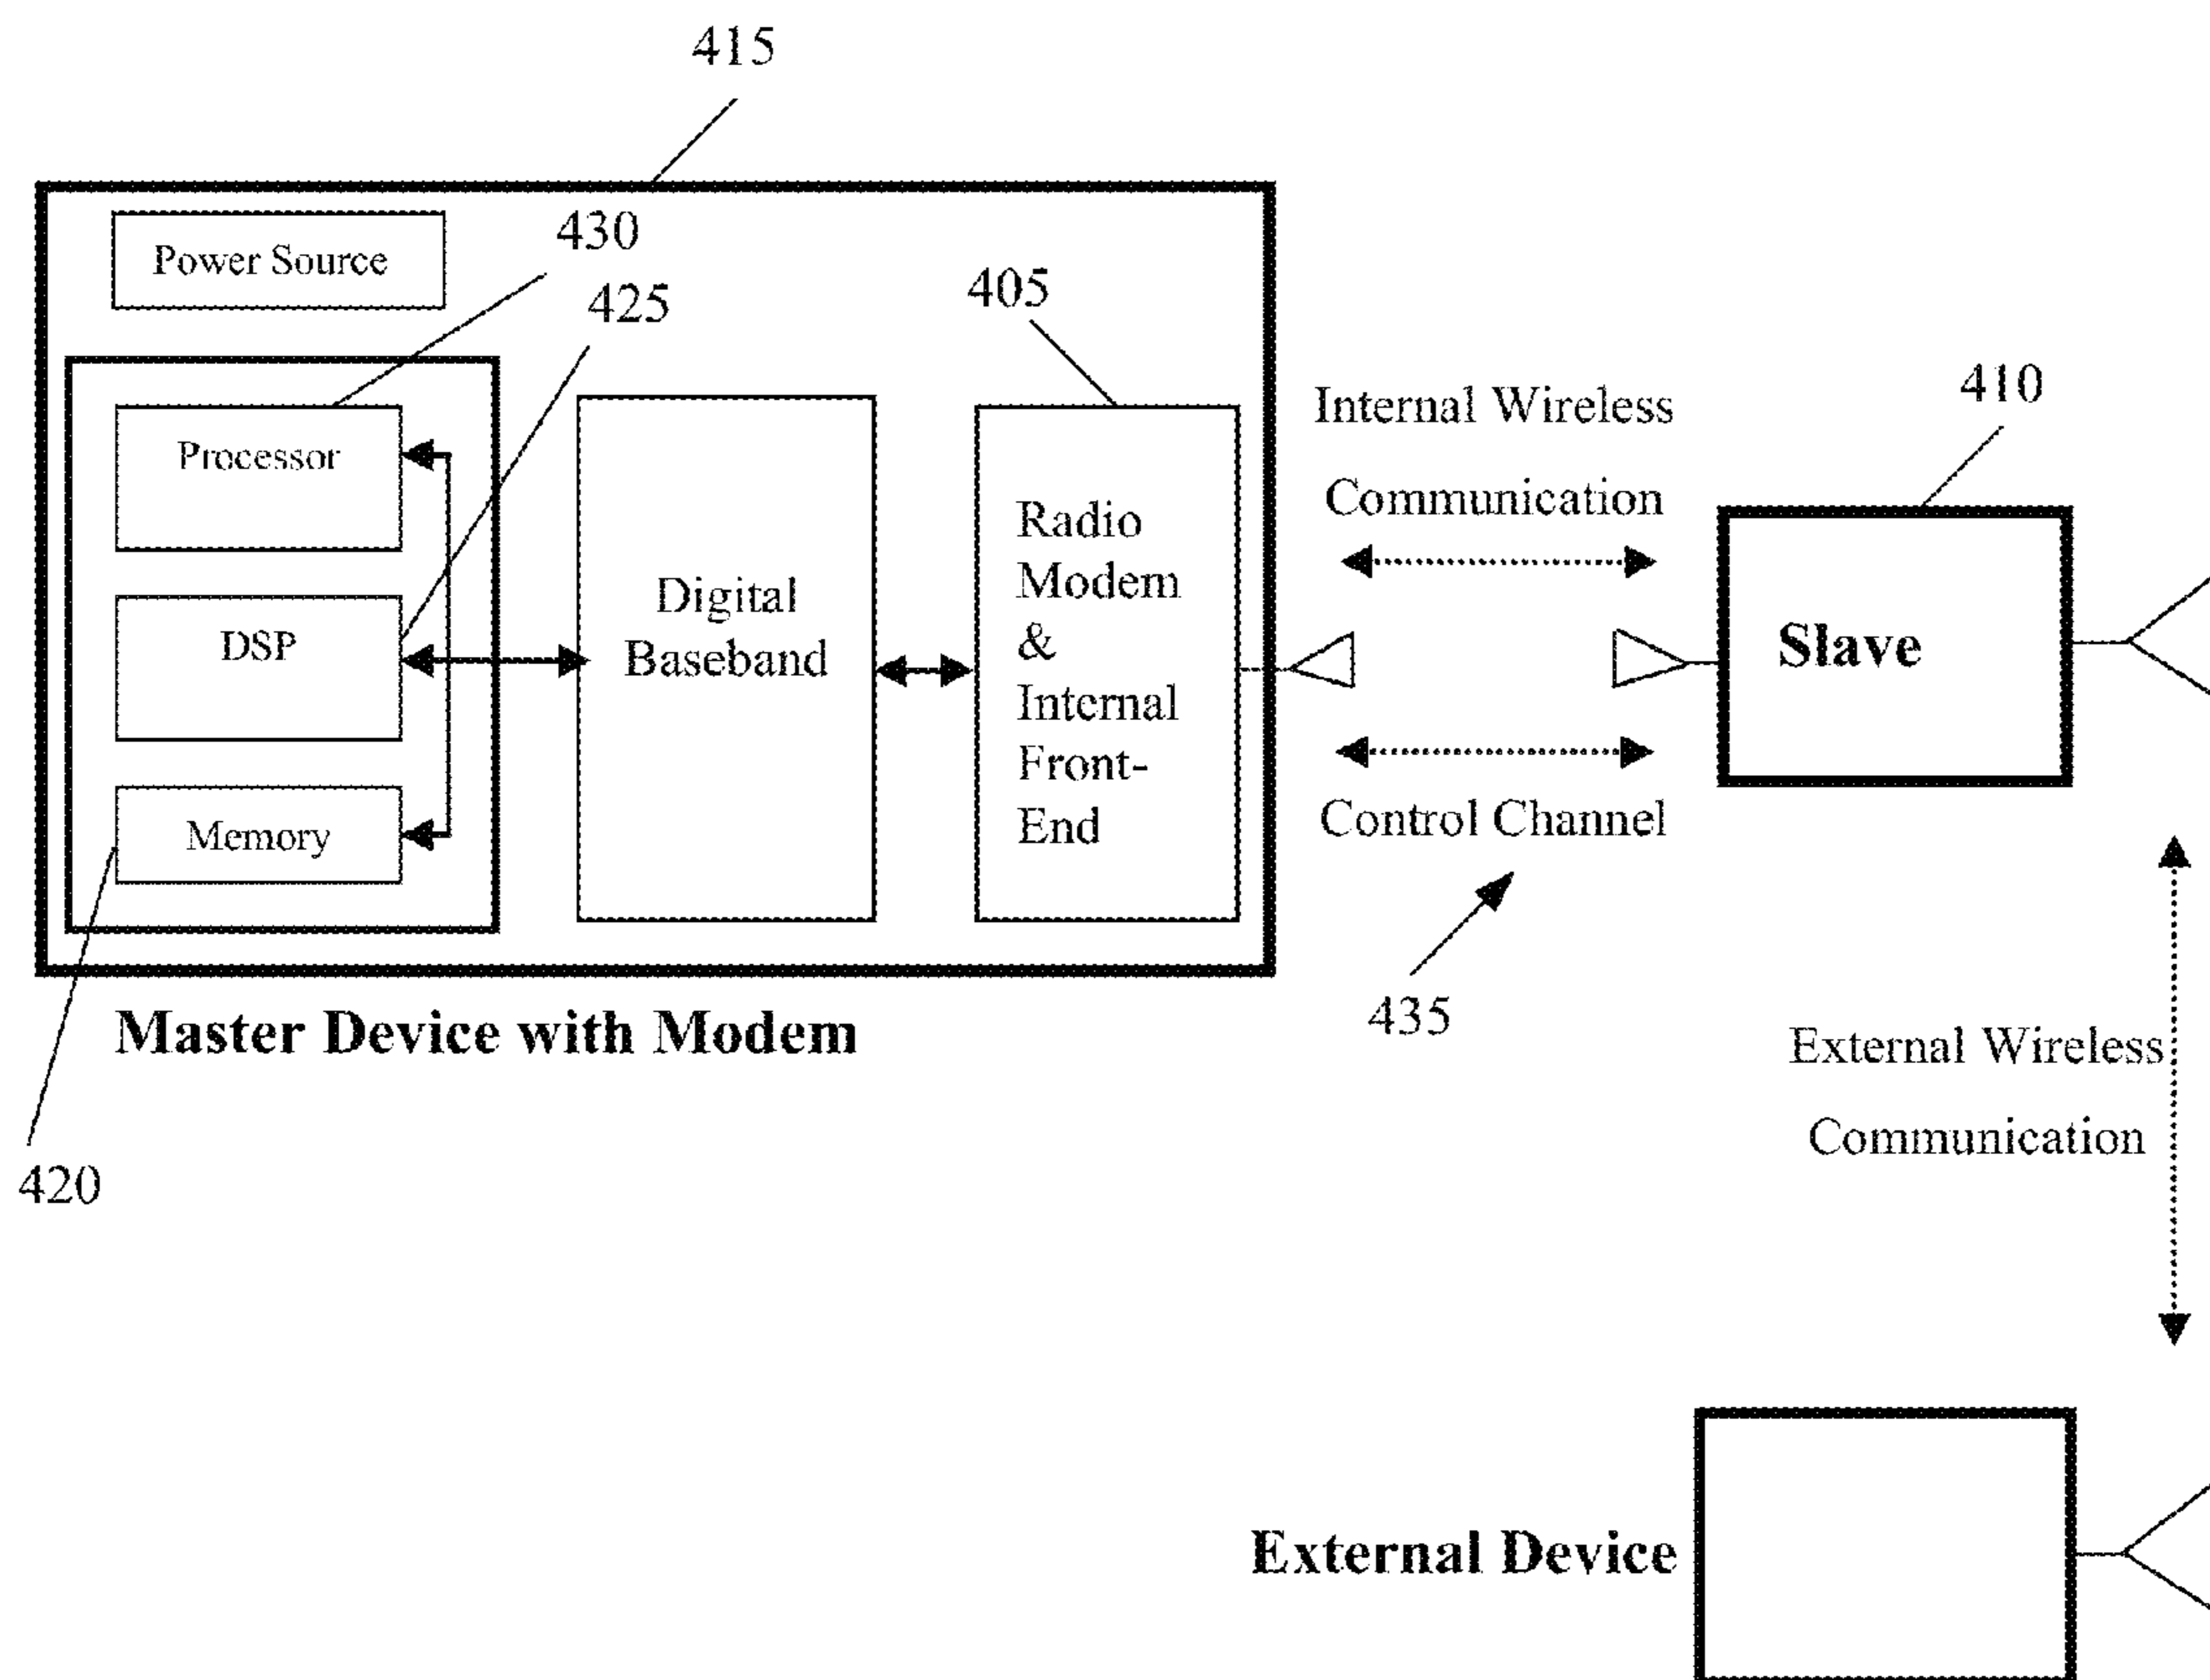 415
Power Source
430
425
405
Processor
DSP
Memory
Digital
Baseband
Radio
Modem
&
Internal
Front-
End
Internal Wireless
Communication
Control Channel
435
410
Slave
Master Device with Modem
420
External Wireless
Communication
External Device